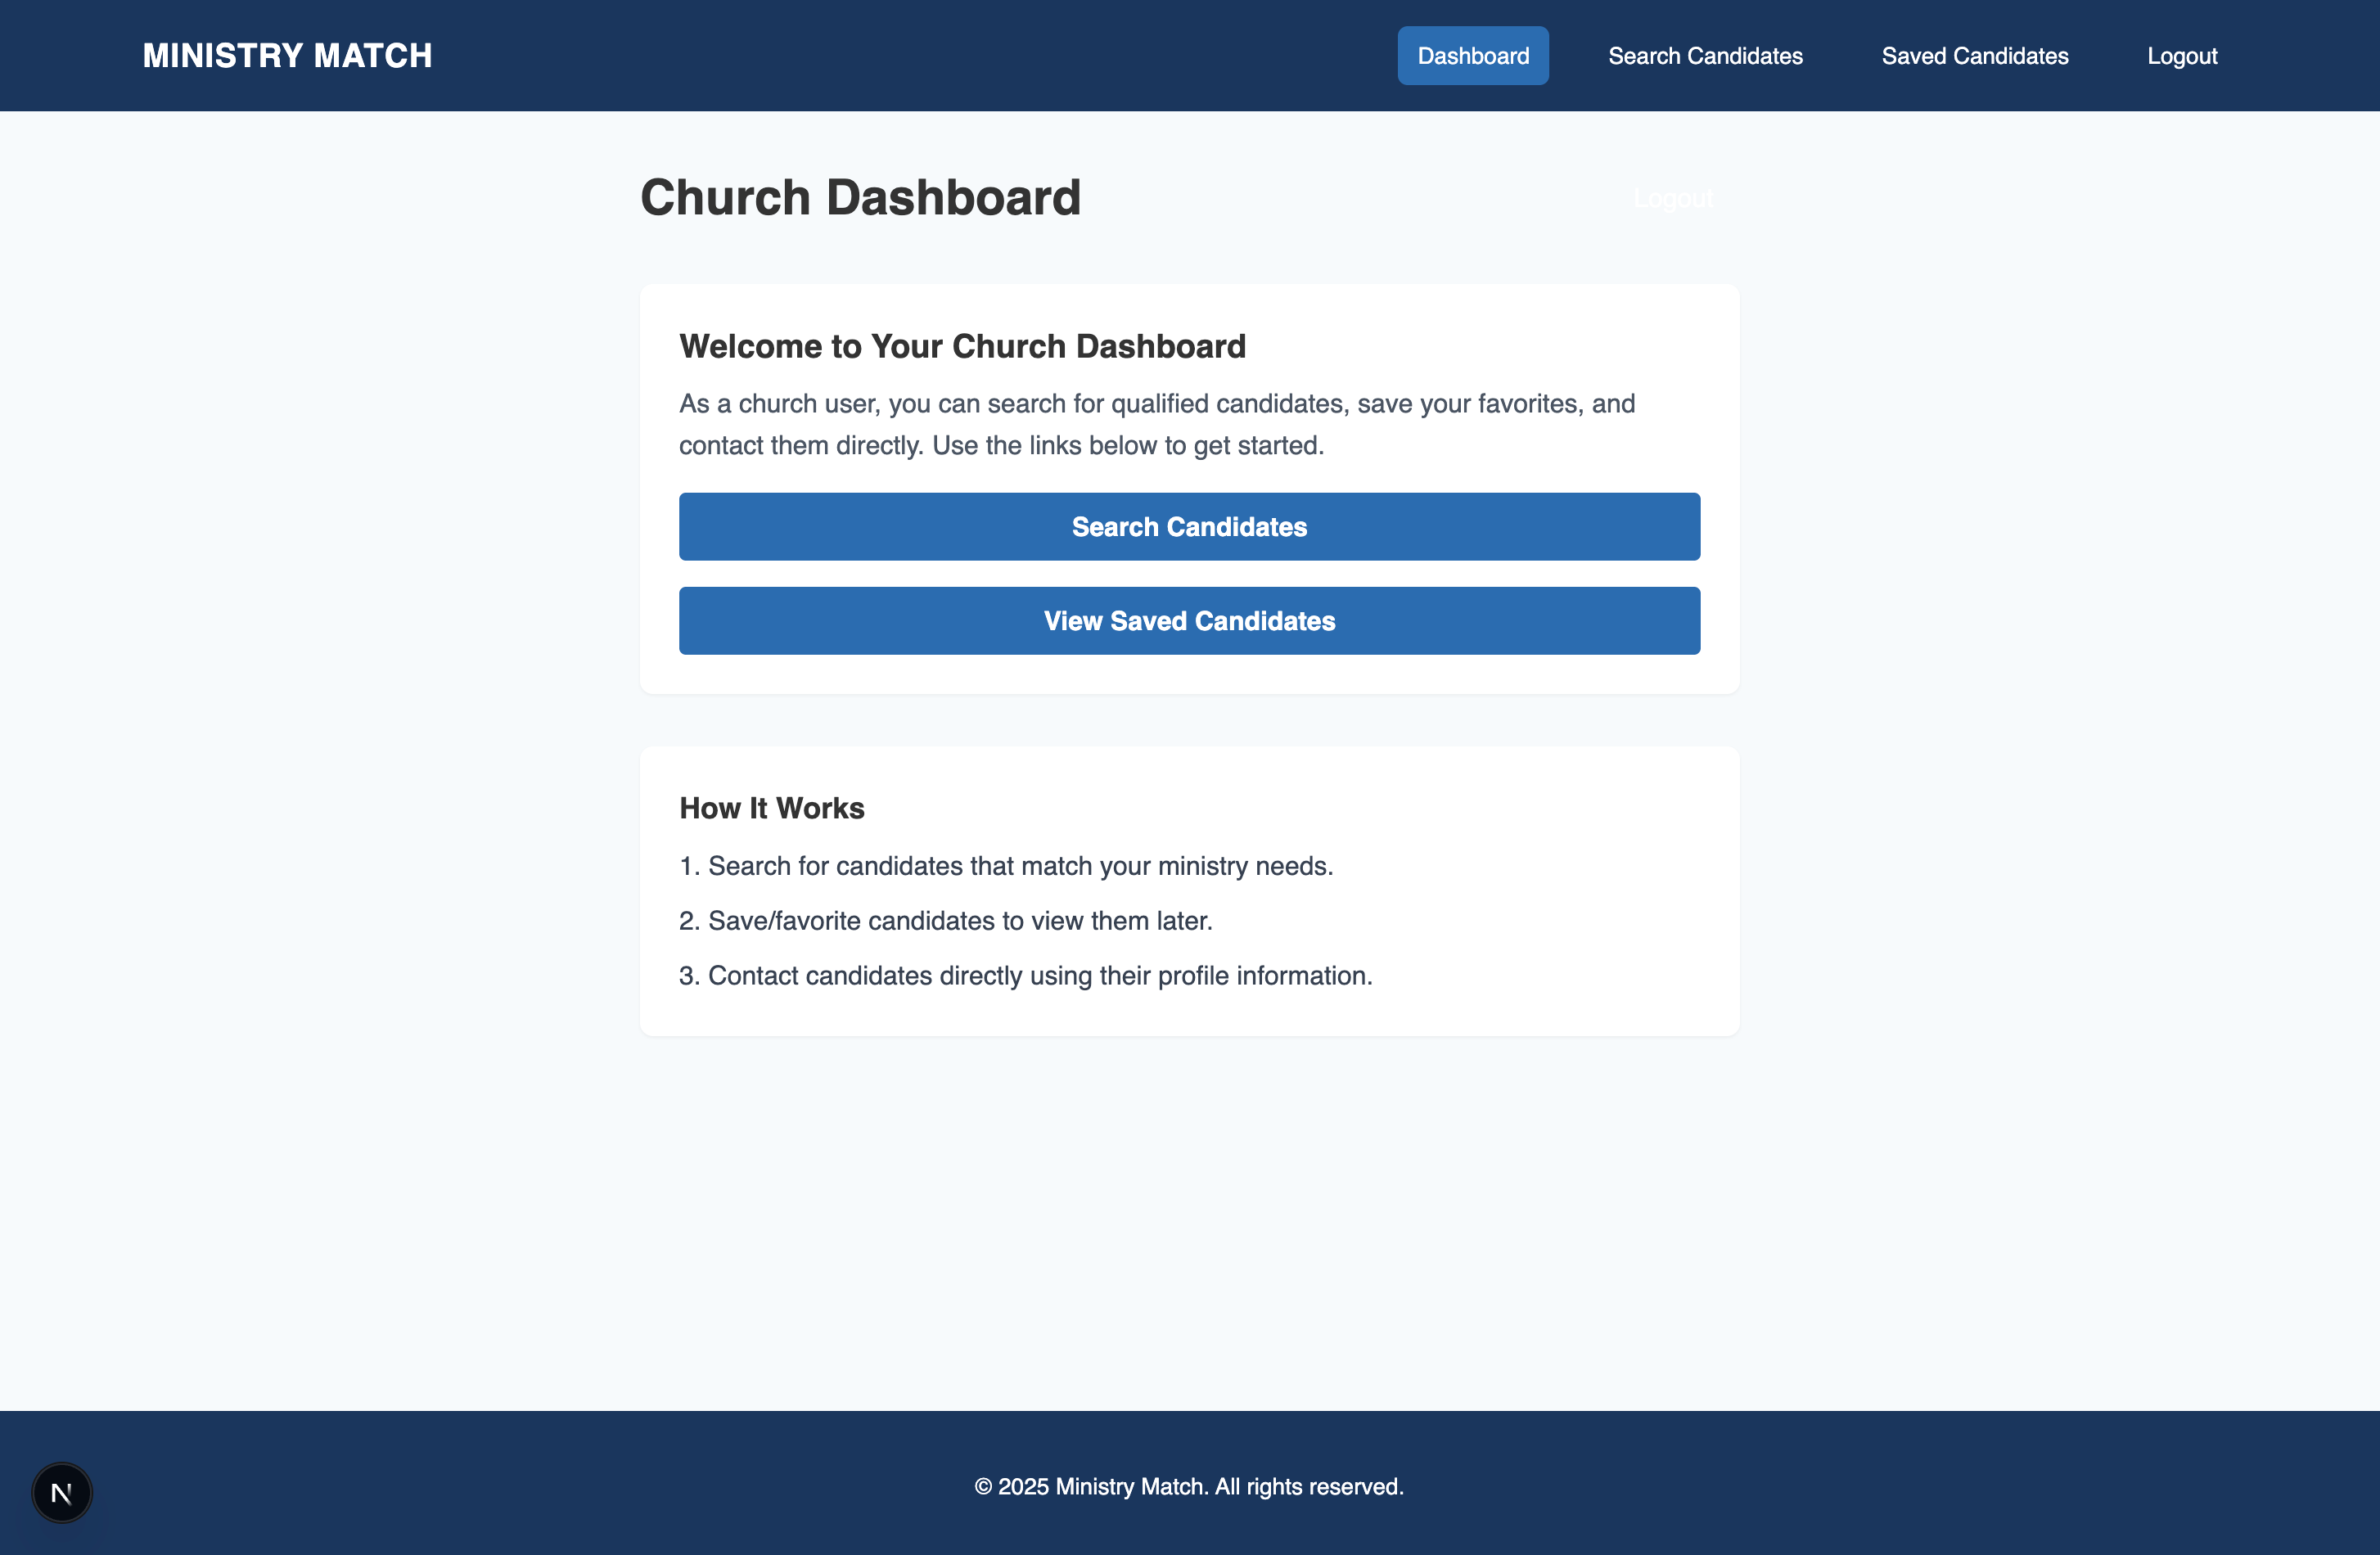 MINISTRY MATCH
Dashboard
Search Candidates
Saved Candidates
Logout
Church Dashboard
Logout
Welcome to Your Church Dashboard
As a church user, you can search for qualified candidates, save your favorites, and
contact them directly. Use the links below to get started.
Search Candidates
View Saved Candidates
How It Works
1. Search for candidates that match your ministry needs.
2. Save/favorite candidates to view them later.
3. Contact candidates directly using their profile information.
N
© 2025 Ministry Match. All rights reserved.